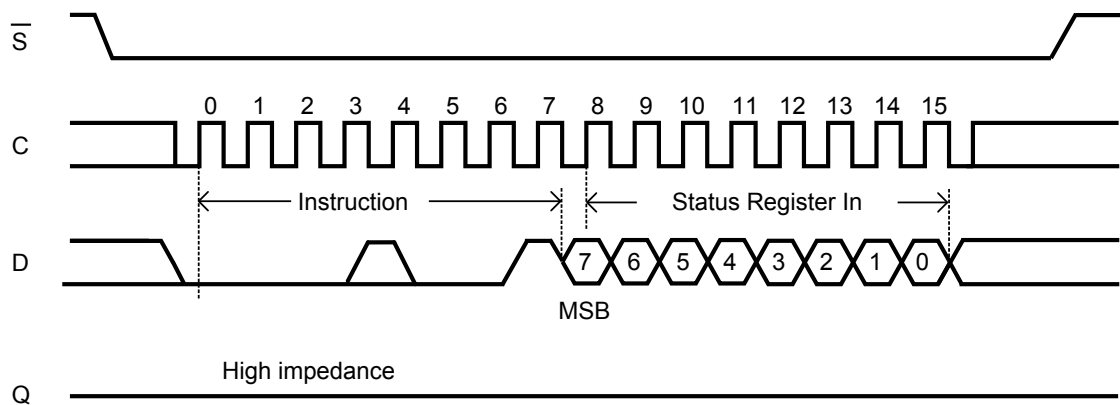 S
0 1 2 3 4 5 6 7 8 9 10 11 12 13 14 15
C
Instruction Status Register In
D 7 6 5 4 3 2 1 0
MSB
High impedance
Q